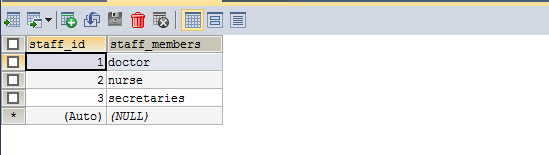 staff_id staff_members
1 doctor
2 nurse
3 secretaries
* (Auto) (NULL)